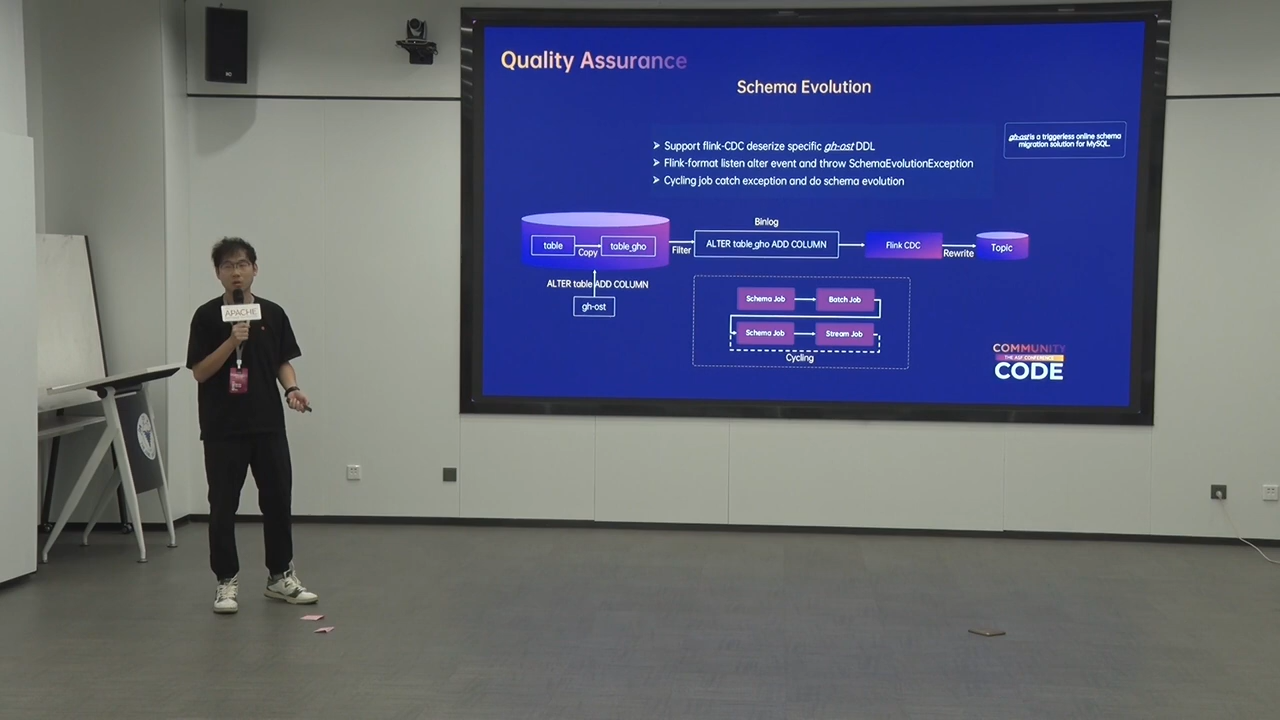 Quality Assurance
Schema Evolution
gh-ost is a triggerless online schema
migration solution for MySQL.
➢ Support flink-CDC deserize specific gh-ost DDL
➢ Flink-format listen alter event and throw SchemaEvolutionException
➢ Cycling job catch exception and do schema evolution
Binlog
table
Copy
table_gho
Filter
ALTER table_gho ADD COLUMN
Flink CDC
Rewrite
Topic
ALTER table ADD COLUMN
gh-ost
Schema Job
Batch Job
Schema Job
Stream Job
Cycling
COMMUNITY
THE ASF CONFERENCE
CODE
APACHE